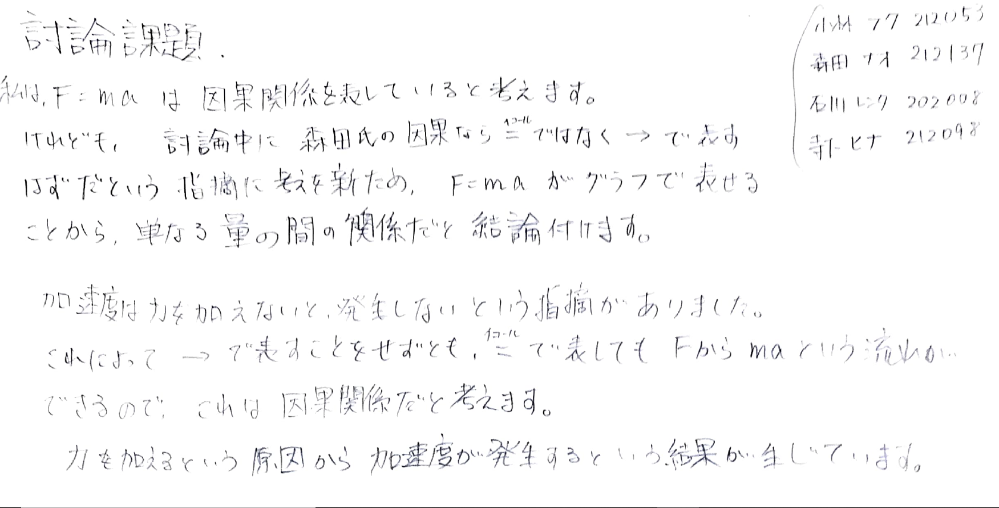 討論課題.
小林 フク 212053
森田 ナオ 212137
石川 レンク 202008
寺下 ヒナ 212098
私は, F=ma は 因果関係を表していると考えます。
けれども, 討論中に 森田氏の 因果なら イコール = ではなく → で 表す
はずだという 指摘に 考えを新ため, F=ma が グラフで 表せる
ことから, 単なる 量の間の関係だと 結論付けます。
加速度は力を加えないと,発生しないという指摘がありました。
これによって → で表すことをせずとも, イコール = で表しても Fから maという流れが
できるので, これは 因果関係だと考えます。
力を加えるという原因から 加速度が発生するという結果が生じています。